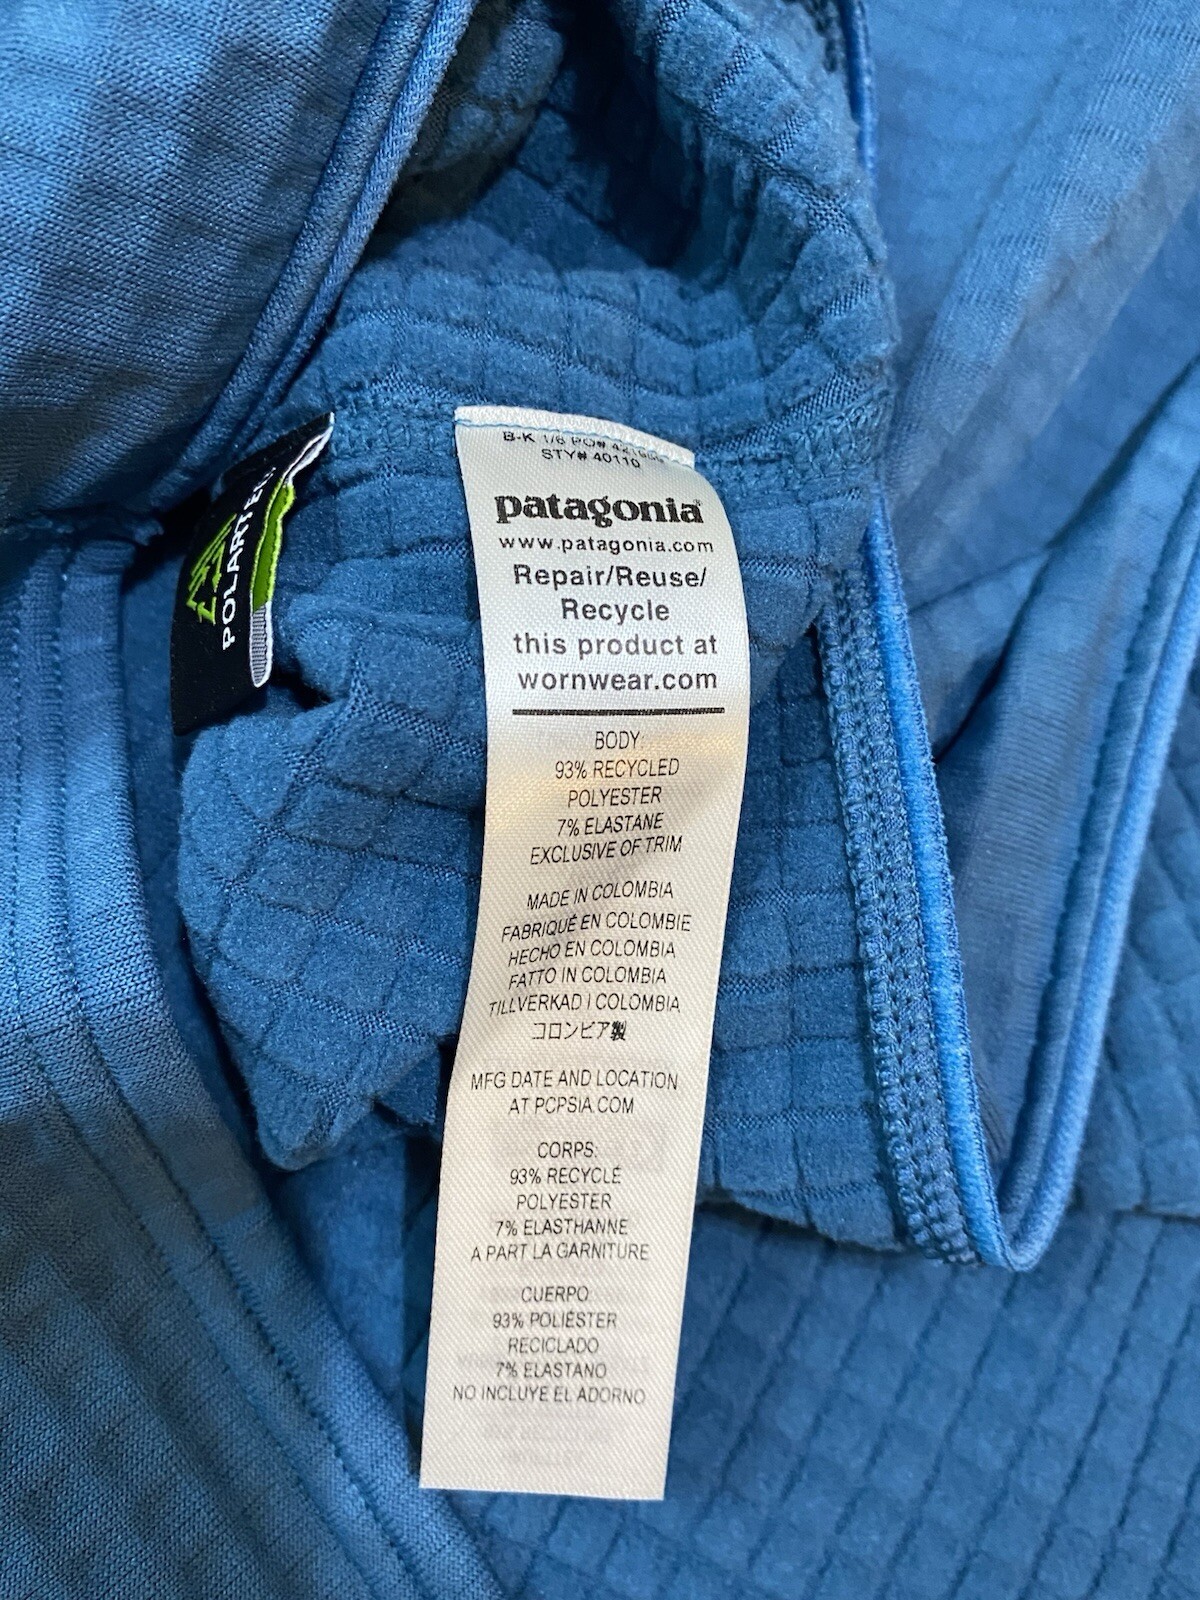 POLARTEC
B-K 1/6 PO#
STY# 40110
patagonia®
www.patagonia.com
Repair/Reuse/
Recycle
this product at
wornwear.com
BODY:
93% RECYCLED
POLYESTER
7% ELASTANE
EXCLUSIVE OF TRIM
MADE IN COLOMBIA
FABRIQUÉ EN COLOMBIE
HECHO EN COLOMBIA
FATTO IN COLOMBIA
TILLVERKAD I COLOMBIA
コロンビア製
MFG DATE AND LOCATION
AT PCPSIA.COM
CORPS:
93% RECYCLÉ
POLYESTER
7% ELASTHANNE
A PART LA GARNITURE
CUERPO:
93% POLIÉSTER
RECICLADO
7% ELASTANO
NO INCLUYE EL ADORNO